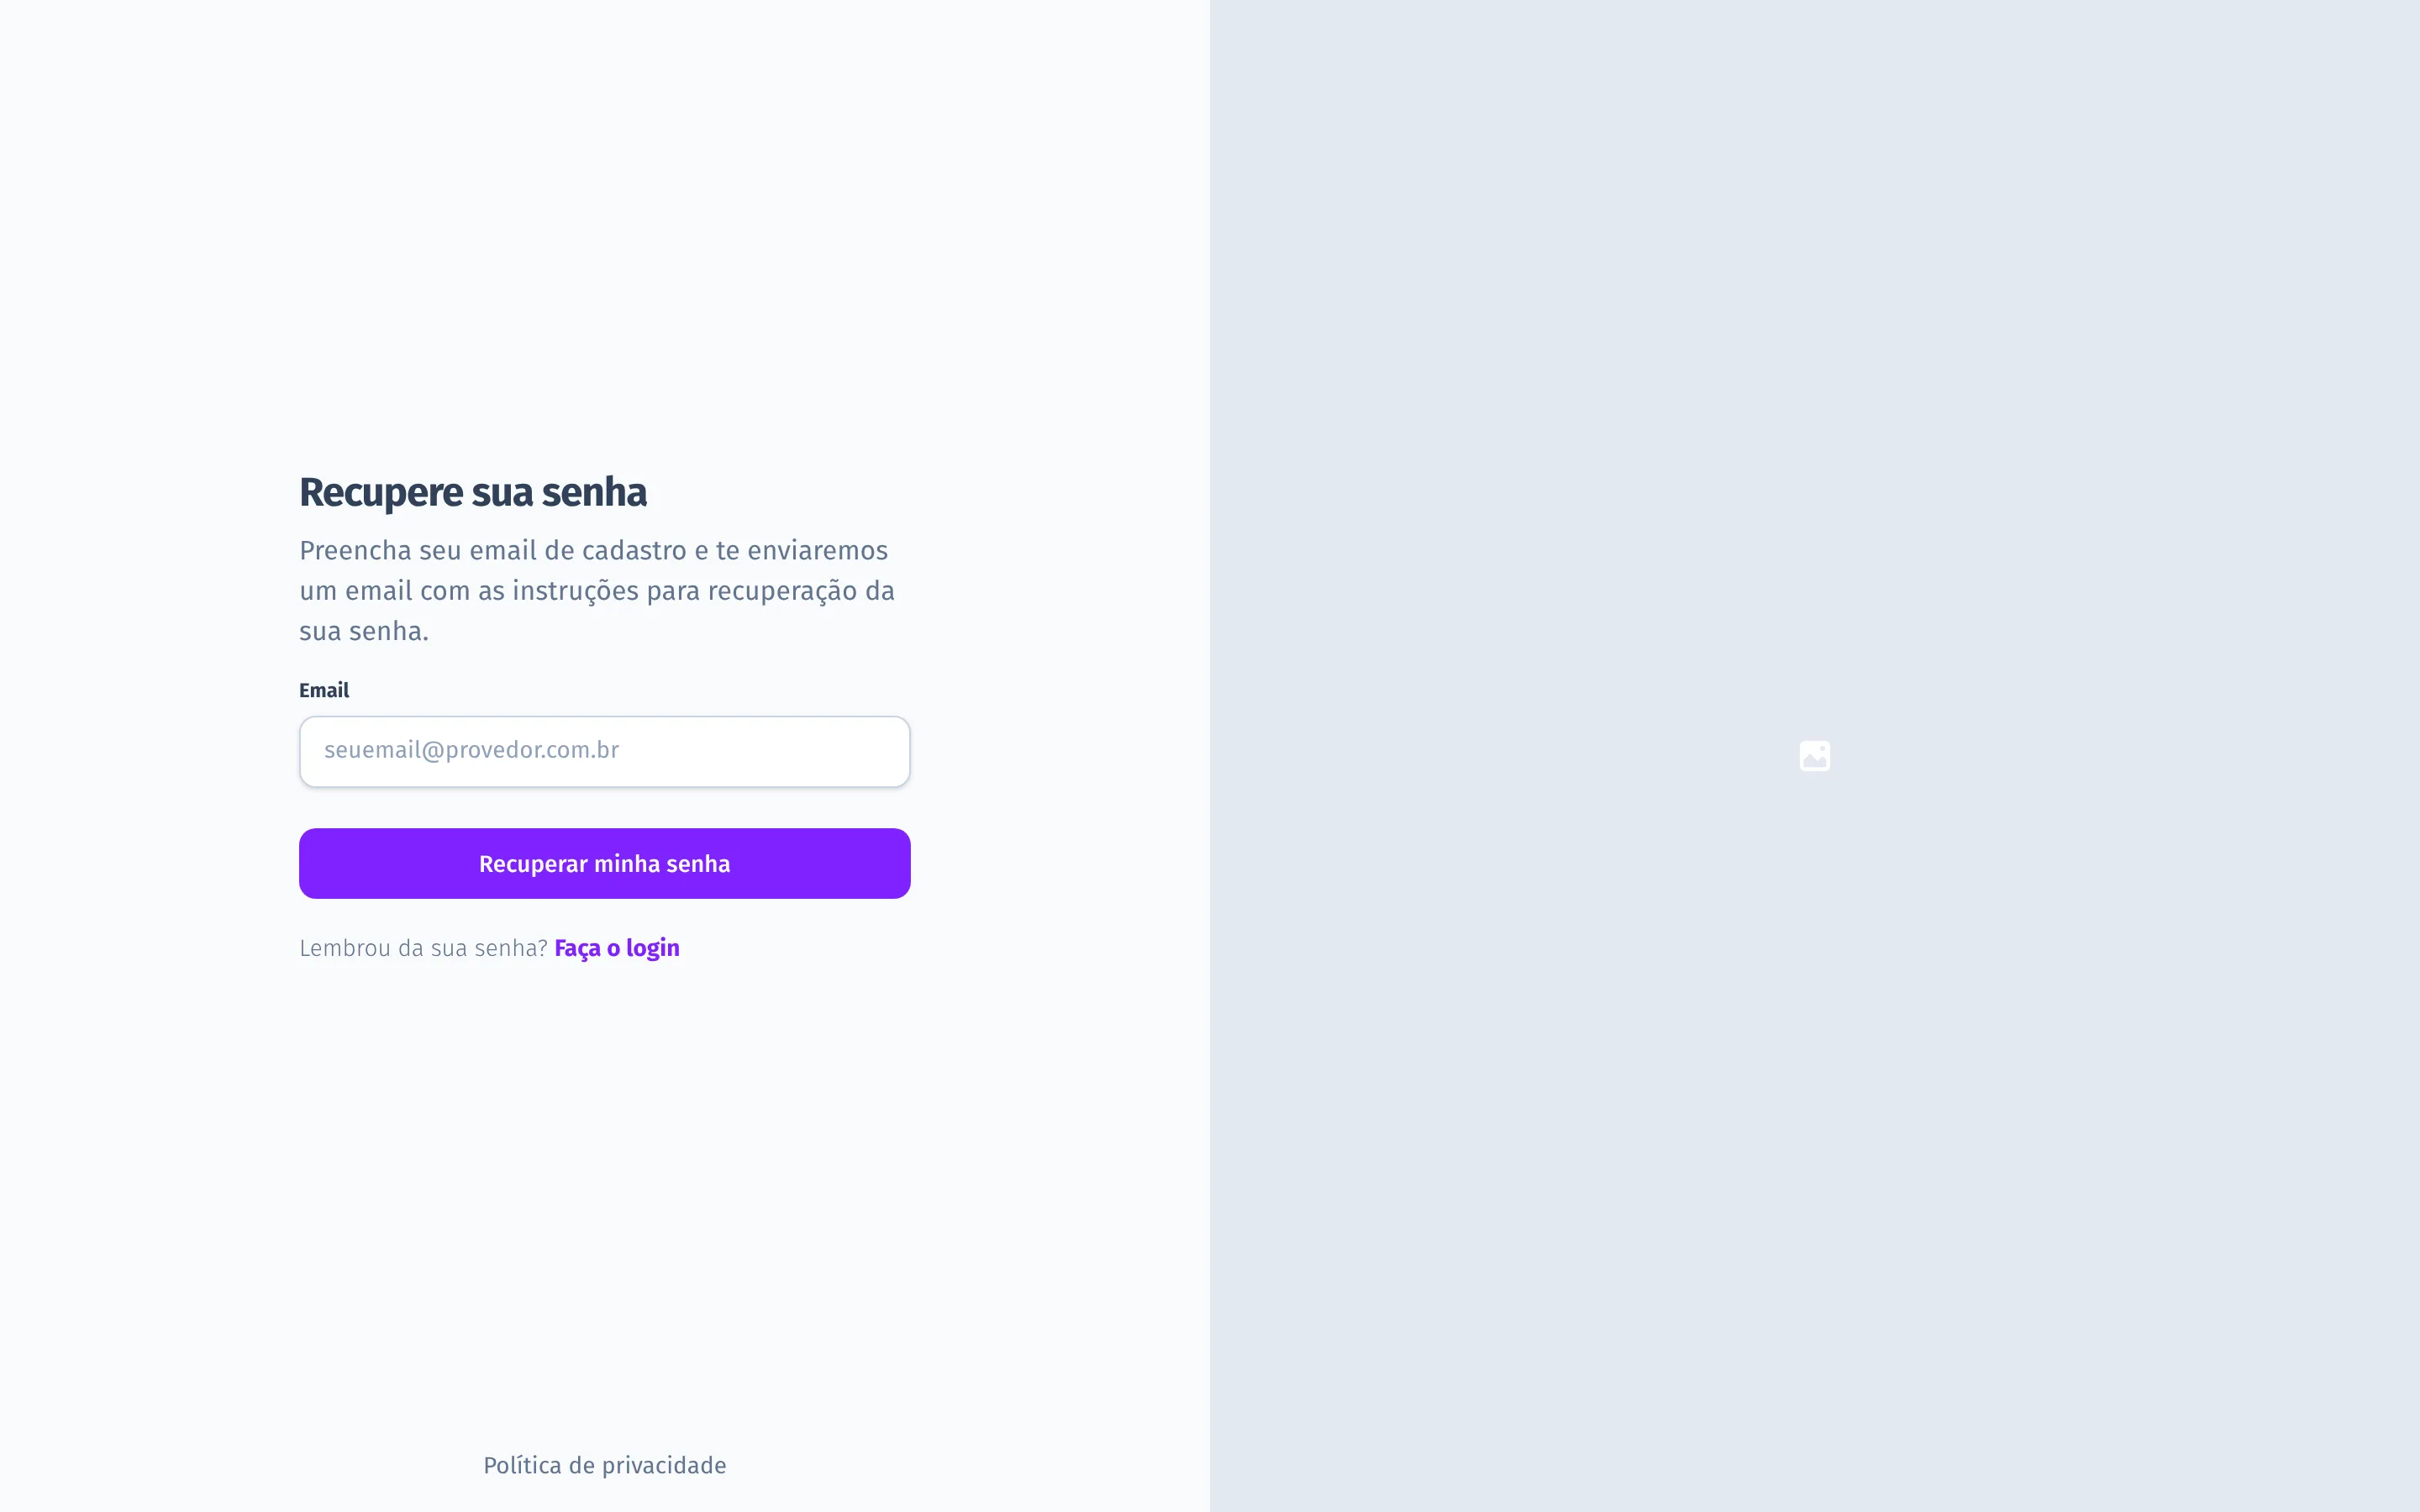 Recupere sua senha
Preencha seu email de cadastro e te enviaremos
um email com as instruções para recuperação da
sua senha.
Email
seuemail@provedor.com.br
Recuperar minha senha
Lembrou da sua senha? Faça o login
Política de privacidade